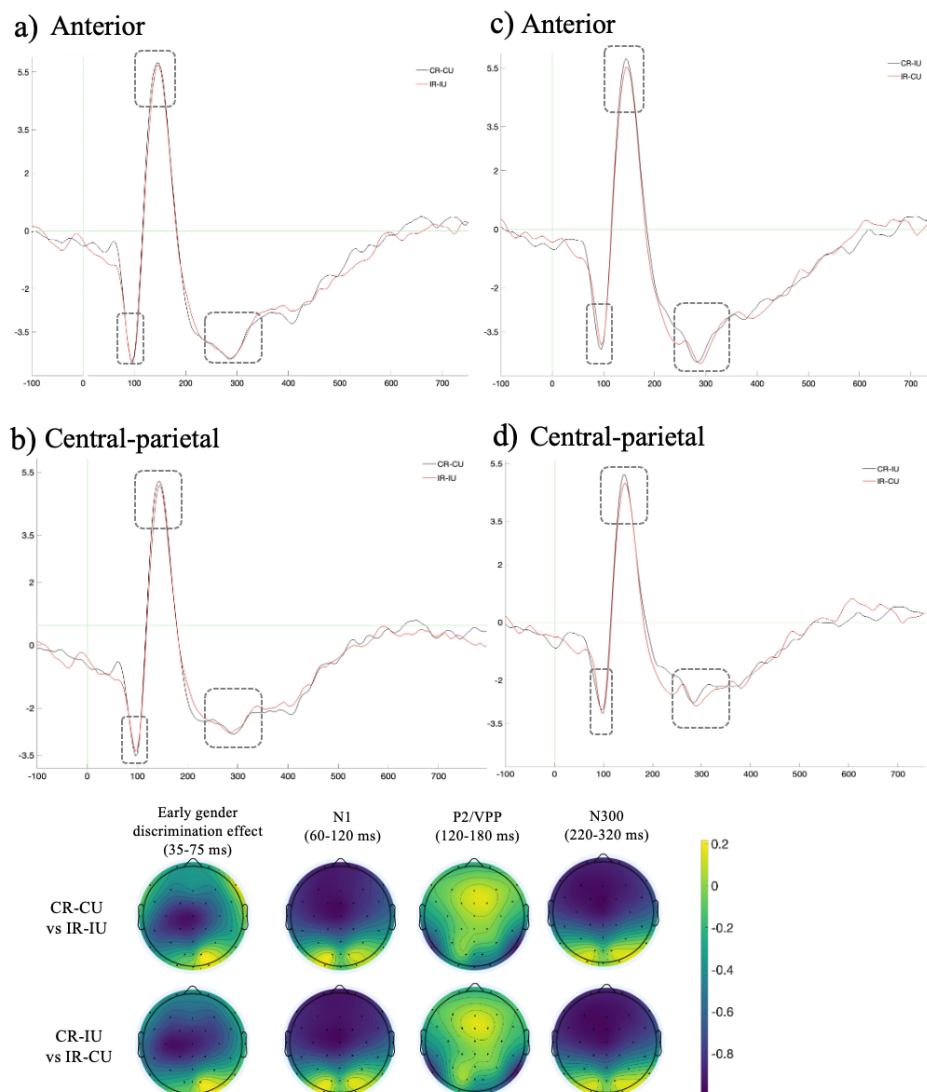 a) Anterior
5.5
3.5
2
0
-2
-3.5
-100 0 100 200 300 400 500 600 700
CR-CU
IR-IU
c) Anterior
5.5
3.5
2
0
-2
-3.5
-100 0 100 200 300 400 500 600 700
CR-IU
IR-CU
b) Central-parietal
5.5
3.5
2
0
-2
-3.5
-100 0 100 200 300 400 500 600 700
CR-CU
IR-IU
d) Central-parietal
5.5
3.5
2
0
-2
-3.5
-100 0 100 200 300 400 500 600 700
CR-IU
IR-CU
Early gender
discrimination effect
(35-75 ms)
N1
(60-120 ms)
P2/VPP
(120-180 ms)
N300
(220-320 ms)
CR-CU
vs IR-IU
CR-IU
vs IR-CU
0.2
0
-0.2
-0.4
-0.6
-0.8